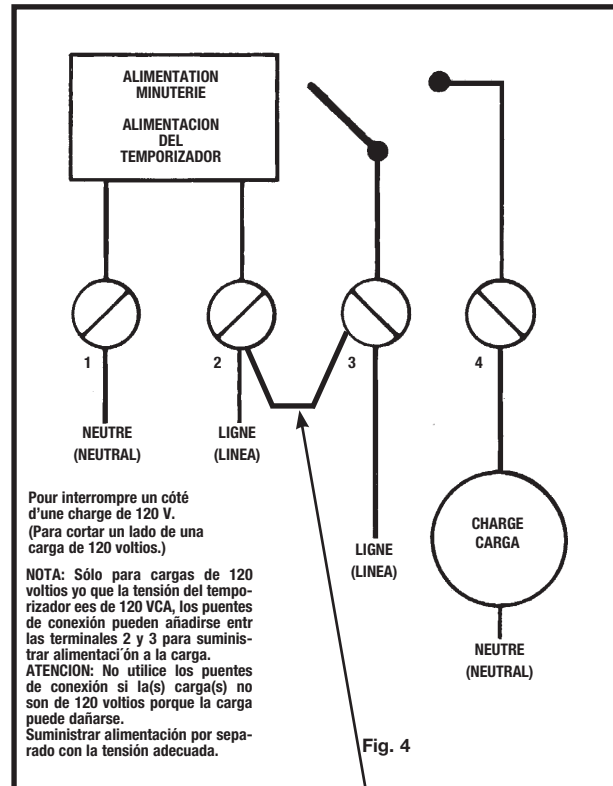 ALIMENTATION
MINUTERIE
ALIMENTACION
DEL
TEMPORIZADOR
1
2
3
4
NEUTRE
(NEUTRAL)
LIGNE
(LINEA)
LIGNE
(LINEA)
CHARGE
CARGA
NEUTRE
(NEUTRAL)
Pour interrompre un côté
d'une charge de 120 V.
(Para cortar un lado de una
carga de 120 voltios.)
NOTA: Sólo para cargas de 120
voltios yo que la tensión del tempo-
rizador ees de 120 VCA, los puentes
de conexión pueden añadirse entr
las terminales 2 y 3 para suminis-
trar alimentaci´ón a la carga.
ATENCION: No utilice los puentes
de conexión si la(s) carga(s) no
son de 120 voltios porque la carga
puede dañarse.
Suministrar alimentación por sepa-
rado con la tensión adecuada.
Fig. 4